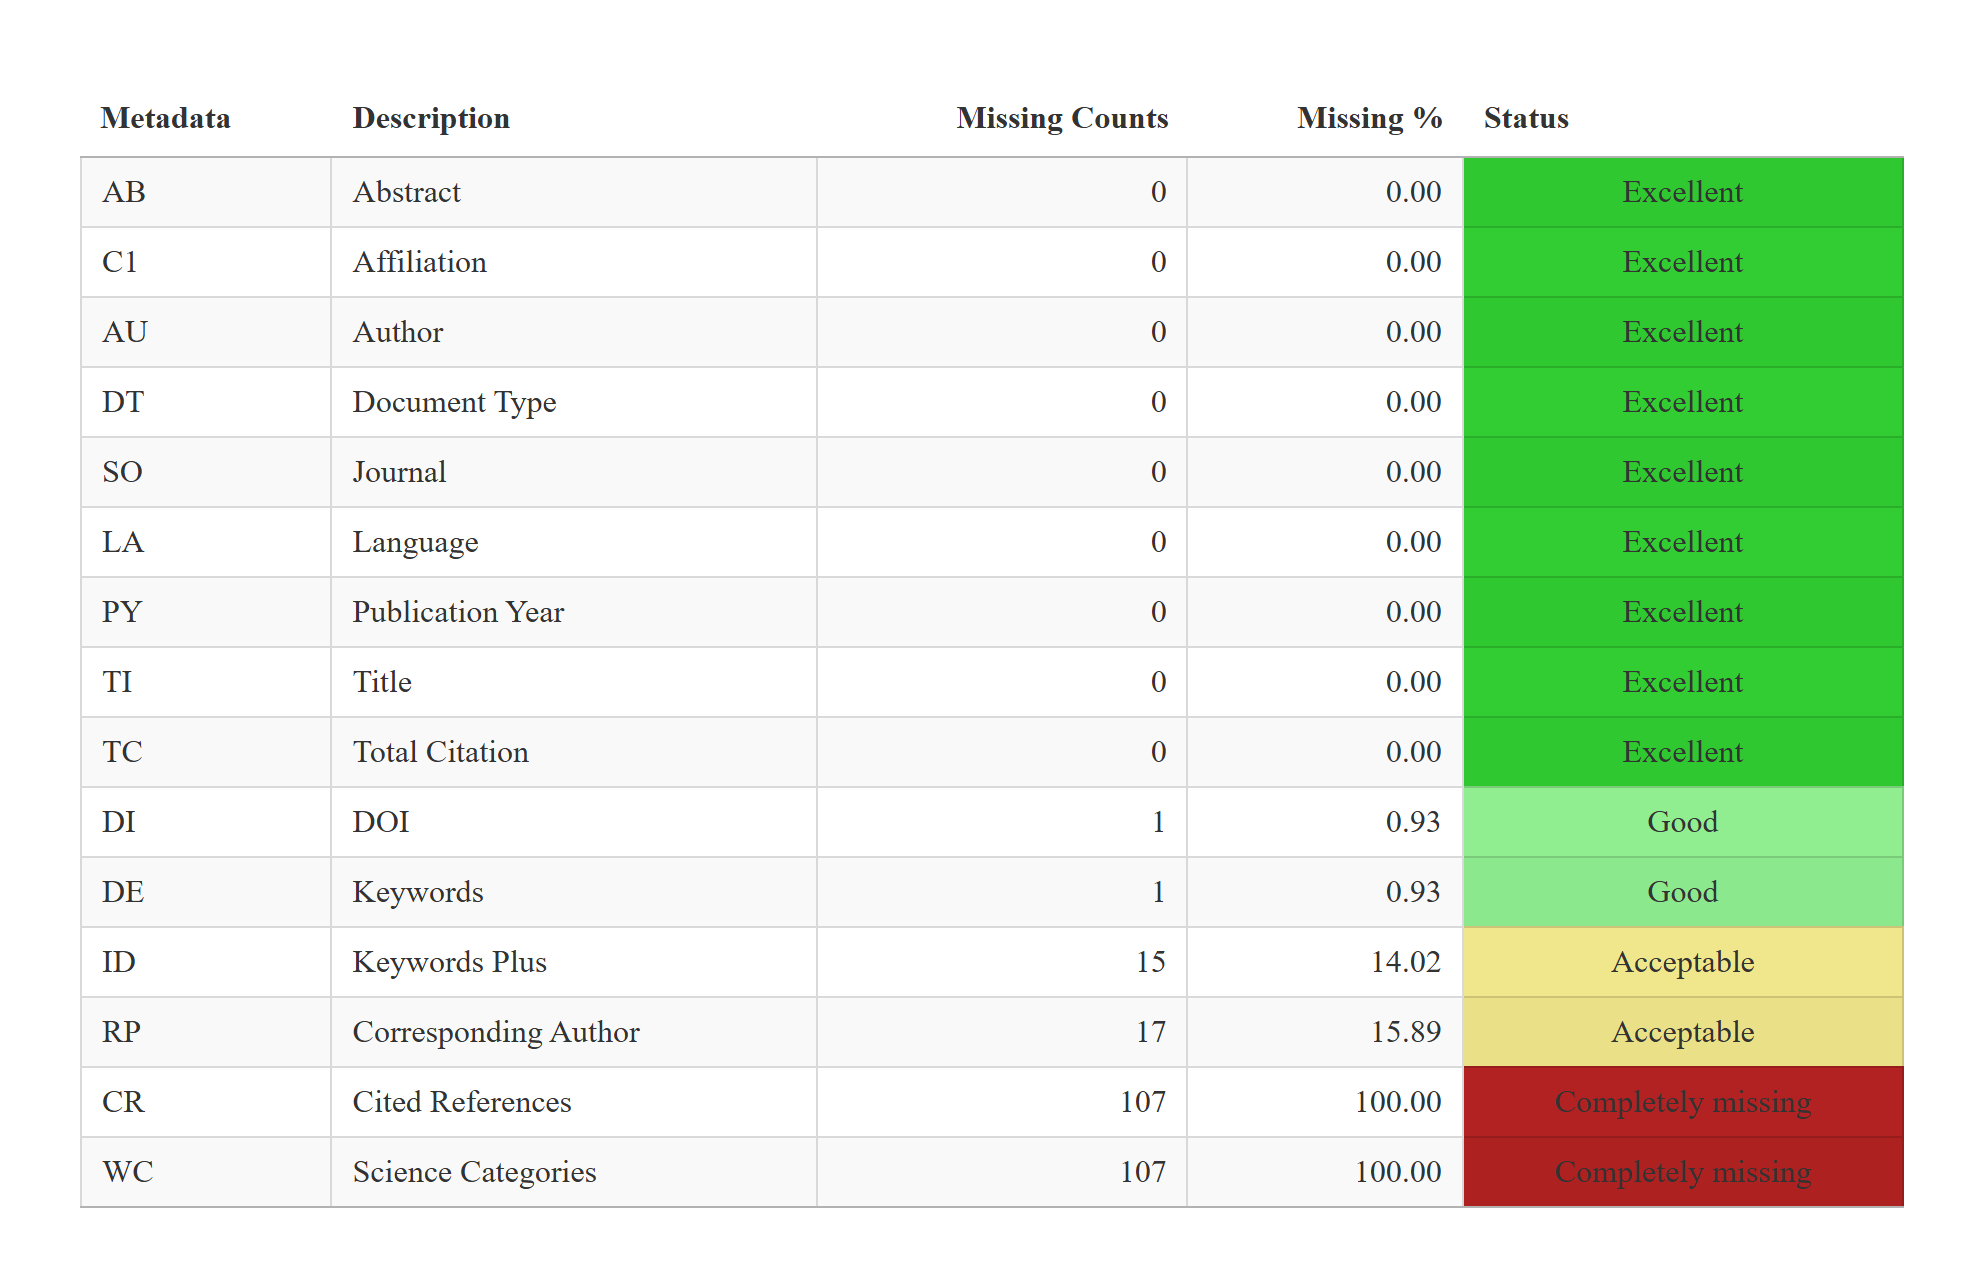 Metadata Description Missing Counts Missing % Status
AB Abstract 0 0.00 Excellent
C1 Affiliation 0 0.00 Excellent
AU Author 0 0.00 Excellent
DT Document Type 0 0.00 Excellent
SO Journal 0 0.00 Excellent
LA Language 0 0.00 Excellent
PY Publication Year 0 0.00 Excellent
TI Title 0 0.00 Excellent
TC Total Citation 0 0.00 Excellent
DI DOI 1 0.93 Good
DE Keywords 1 0.93 Good
ID Keywords Plus 15 14.02 Acceptable
RP Corresponding Author 17 15.89 Acceptable
CR Cited References 107 100.00 Completely missing
WC Science Categories 107 100.00 Completely missing